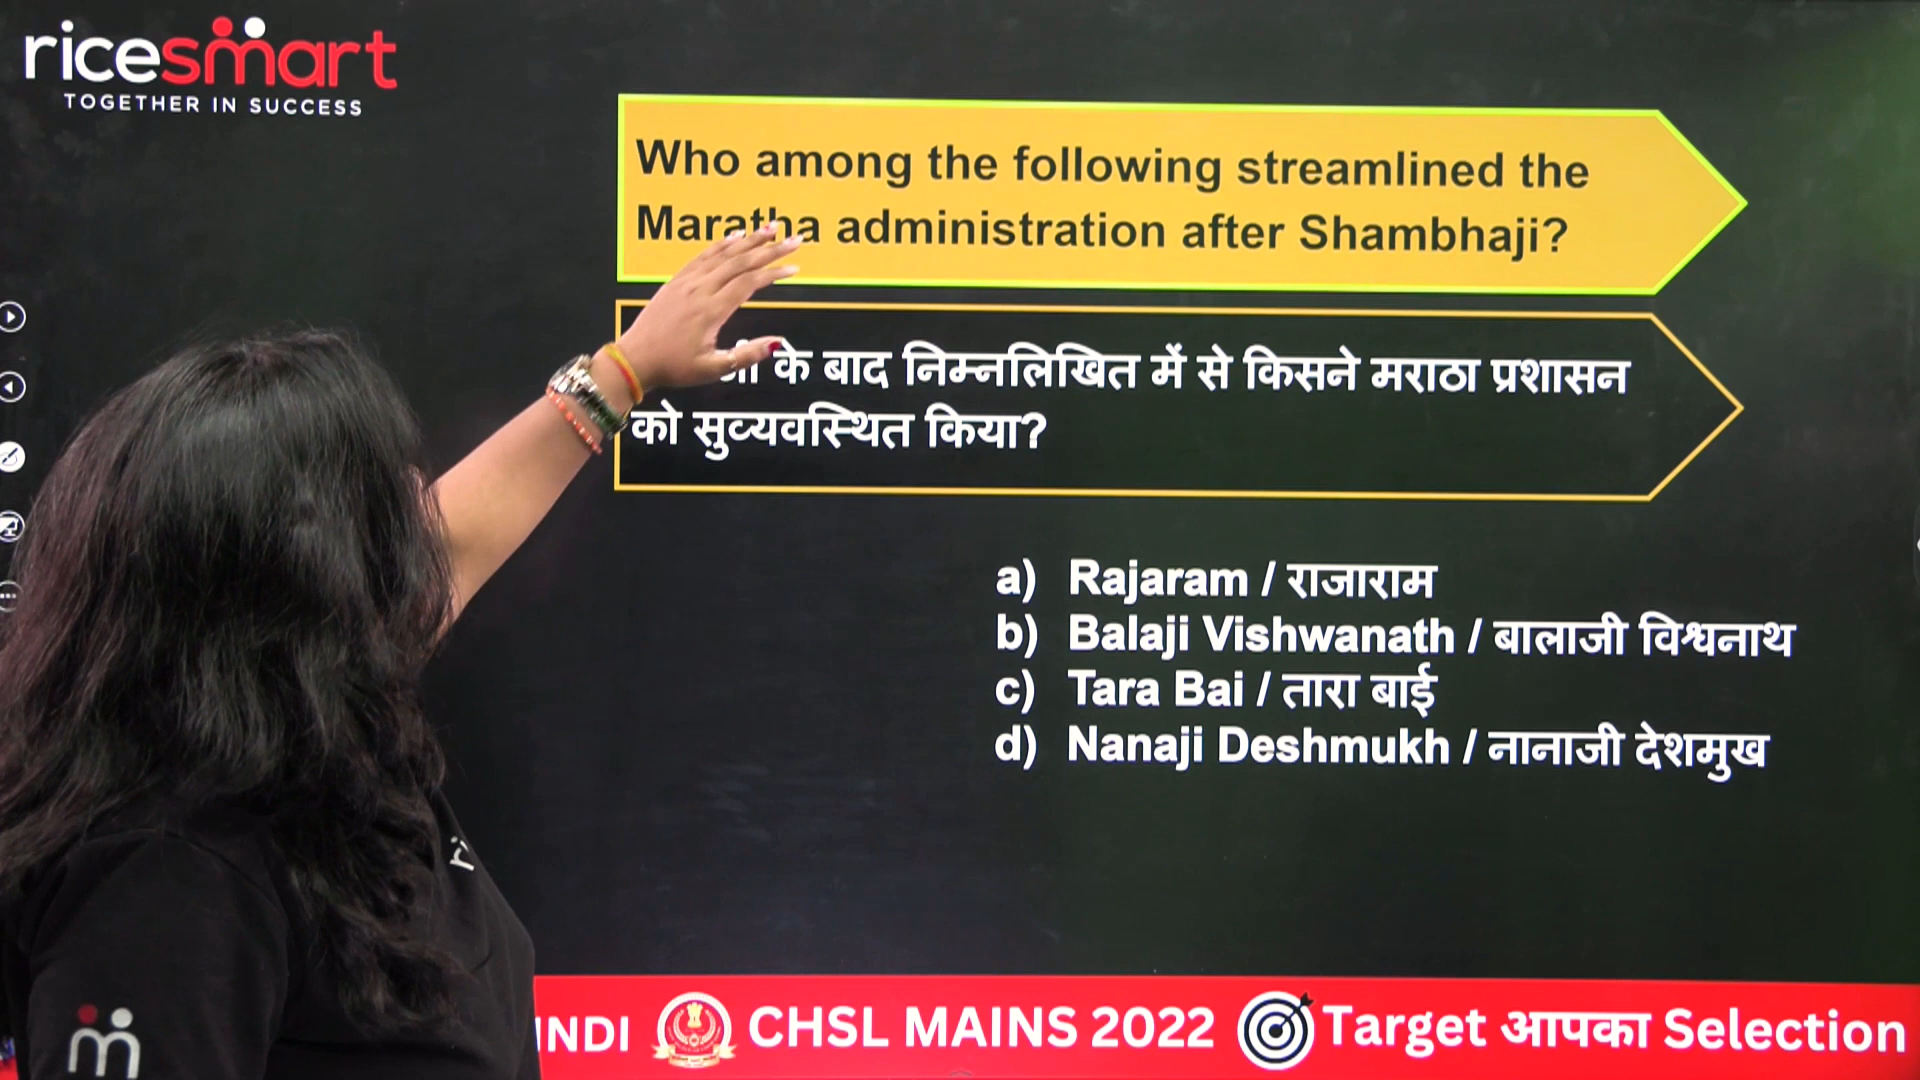 ricesmart
TOGETHER IN SUCCESS
Who among the following streamlined the
Maratha administration after Shambhaji?
के बाद निम्नलिखित में से किसने मराठा प्रशासन
को सुव्यवस्थित किया?
a) Rajaram / राजाराम
b) Balaji Vishwanath / बालाजी विश्वनाथ
c) Tara Bai / तारा बाई
d) Nanaji Deshmukh / नानाजी देशमुख
INDI CHSL MAINS 2022 Target आपका Selection